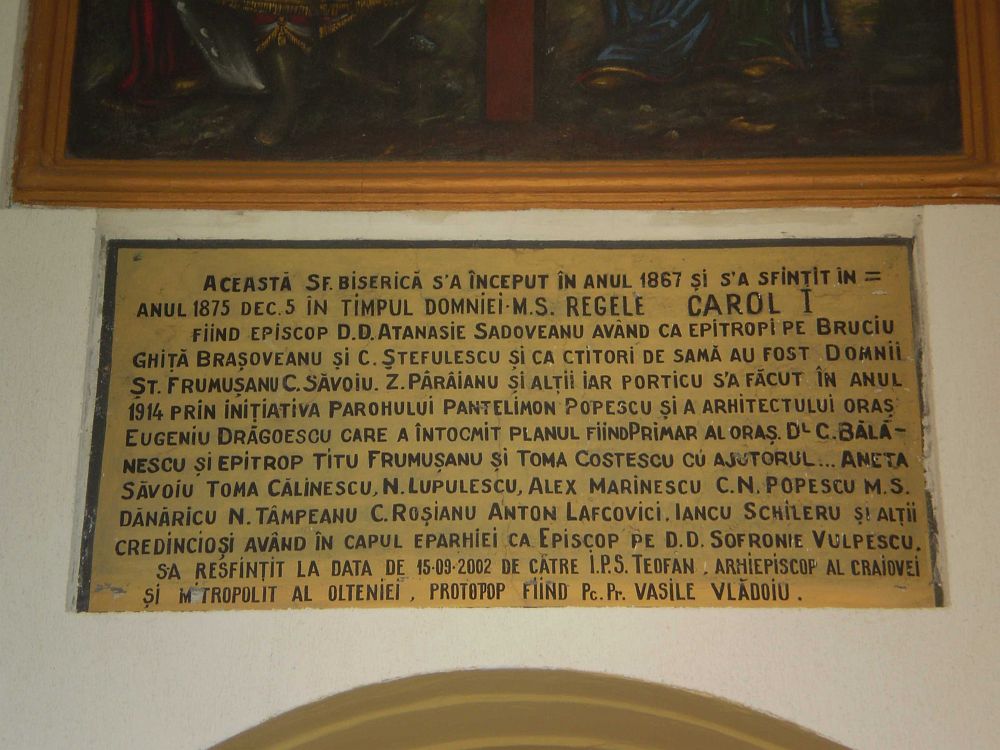 ACEASTĂ SF. BISERICĂ S'A ÎNCEPUT ÎN ANUL 1867 ȘI S'A SFINȚIT ÎN =
ANUL 1875 DEC. 5 ÎN TIMPUL DOMNIEI · M.S. REGELE CAROL I
FIIND EPISCOP D.D. ATANASIE SADOVEANU AVÂND CA EPITROPI PE BRUCIU
GHIȚĂ BRAȘOVEANU ȘI C. ȘTEFULESCU ȘI CA CTITORI DE SAMĂ AU FOST DOMNII
ST. FRUMUȘANU C. SĂVOIU. Z. PÂRÂIANU ȘI ALȚII IAR PORTICU S'A FĂCUT ÎN ANUL
1914 PRIN INIȚIATIVA PAROHULUI PANTELIMON POPESCU ȘI A ARHITECTULUI ORAȘ
EUGENIU DRĂGOESCU CARE A ÎNTOCMIT PLANUL FIIND PRIMAR AL ORAȘ. DL C. BĂLĂ-
NESCU ȘI EPITROP TITU FRUMUȘANU ȘI TOMA COSTESCU CU AJUTORUL... ANETA
SĂVOIU TOMA CĂLINESCU, N. LUPULESCU, ALEX MARINESCU C.N. POPESCU M.S.
DĂNĂRICU N. TÂMPEANU C. ROȘIANU ANTON LAFCOVICI. IANCU SCHILERU ȘI ALȚII
CREDINCIOȘI AVÂND ÎN CAPUL EPARHIEI CA EPISCOP PE D.D. SOFRONIE VULPESCU.
SA RESFINȚIT LA DATA DE 15·09·2002 DE CĂTRE Î.P.S. TEOFAN, ARHIEPISCOP AL CRAIOVEI
ȘI MITROPOLIT AL OLTENIEI, PROTOPOP FIIND PC. PR. VASILE VLĂDOIU.